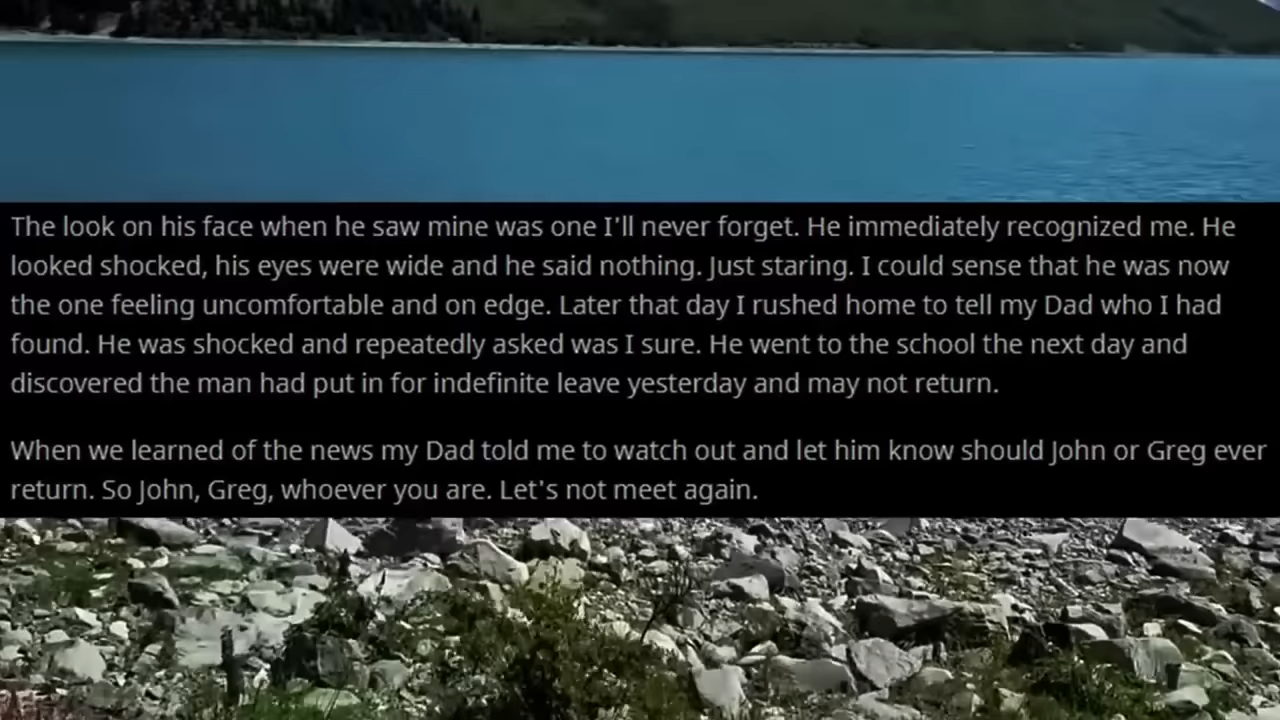 The look on his face when he saw mine was one I'll never forget. He immediately recognized me. He
looked shocked, his eyes were wide and he said nothing. Just staring. I could sense that he was now
the one feeling uncomfortable and on edge. Later that day I rushed home to tell my Dad who I had
found. He was shocked and repeatedly asked was I sure. He went to the school the next day and
discovered the man had put in for indefinite leave yesterday and may not return.
When we learned of the news my Dad told me to watch out and let him know should John or Greg ever
return. So John, Greg, whoever you are. Let's not meet again.